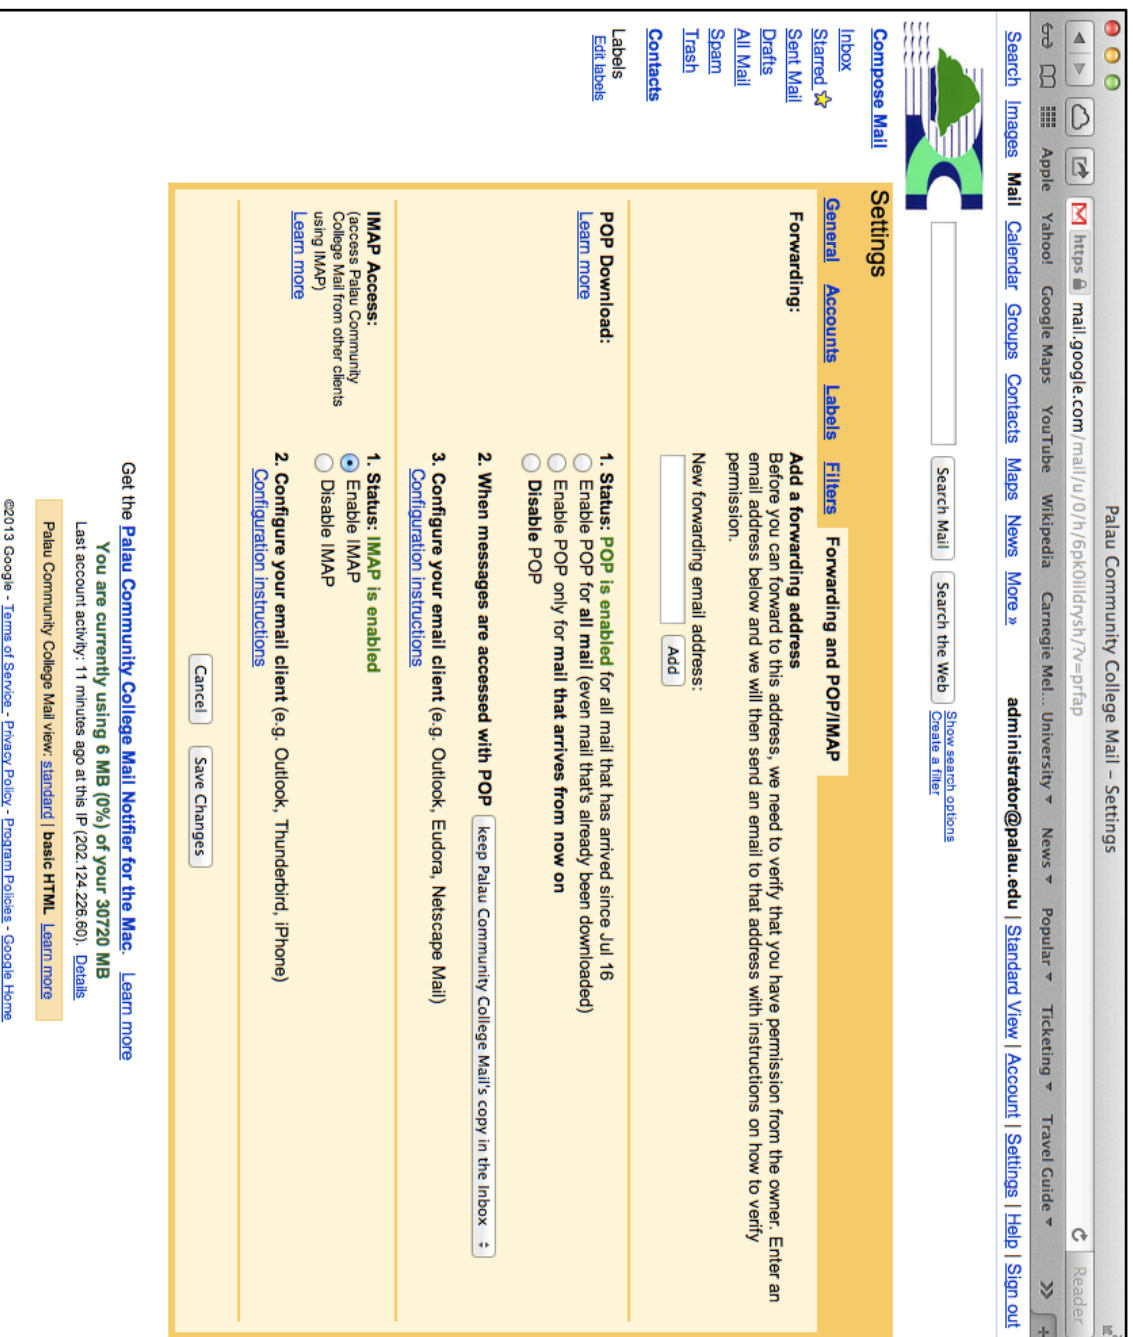 Palau Community College Mail – Settings
https mail.google.com/mail/u/0/h/6pk0illdrysh/?v=prfap
Reader
Apple Yahoo! Google Maps YouTube Wikipedia Carnegie Mel... University News Popular Ticketing Travel Guide »
Search Images Mail Calendar Groups Contacts Maps News More »
administrator@palau.edu | Standard View | Account | Settings | Help | Sign out
Search Mail
Search the Web
Show search options
Create a filter
Compose Mail
Inbox
Starred
Sent Mail
Drafts
All Mail
Spam
Trash
Contacts
Labels
Edit labels
Settings
General Accounts Labels Filters Forwarding and POP/IMAP
Forwarding:
Add a forwarding address
Before you can forward to this address, we need to verify that you have permission from the owner. Enter an
email address below and we will then send an email to that address with instructions on how to verify
permission.
New forwarding email address:
Add
POP Download:
Learn more
1. Status: POP is enabled for all mail that has arrived since Jul 16
Enable POP for all mail (even mail that's already been downloaded)
Enable POP only for mail that arrives from now on
Disable POP
2. When messages are accessed with POP keep Palau Community College Mail's copy in the Inbox
3. Configure your email client (e.g. Outlook, Eudora, Netscape Mail)
Configuration instructions
IMAP Access:
(access Palau Community
College Mail from other clients
using IMAP)
Learn more
1. Status: IMAP is enabled
Enable IMAP
Disable IMAP
2. Configure your email client (e.g. Outlook, Thunderbird, iPhone)
Configuration instructions
Cancel
Save Changes
Get the Palau Community College Mail Notifier for the Mac. Learn more
You are currently using 6 MB (0%) of your 30720 MB
Last account activity: 11 minutes ago at this IP (202.124.226.60). Details
Palau Community College Mail view: standard | basic HTML Learn more
©2013 Google - Terms of Service - Privacy Policy - Program Policies - Google Home